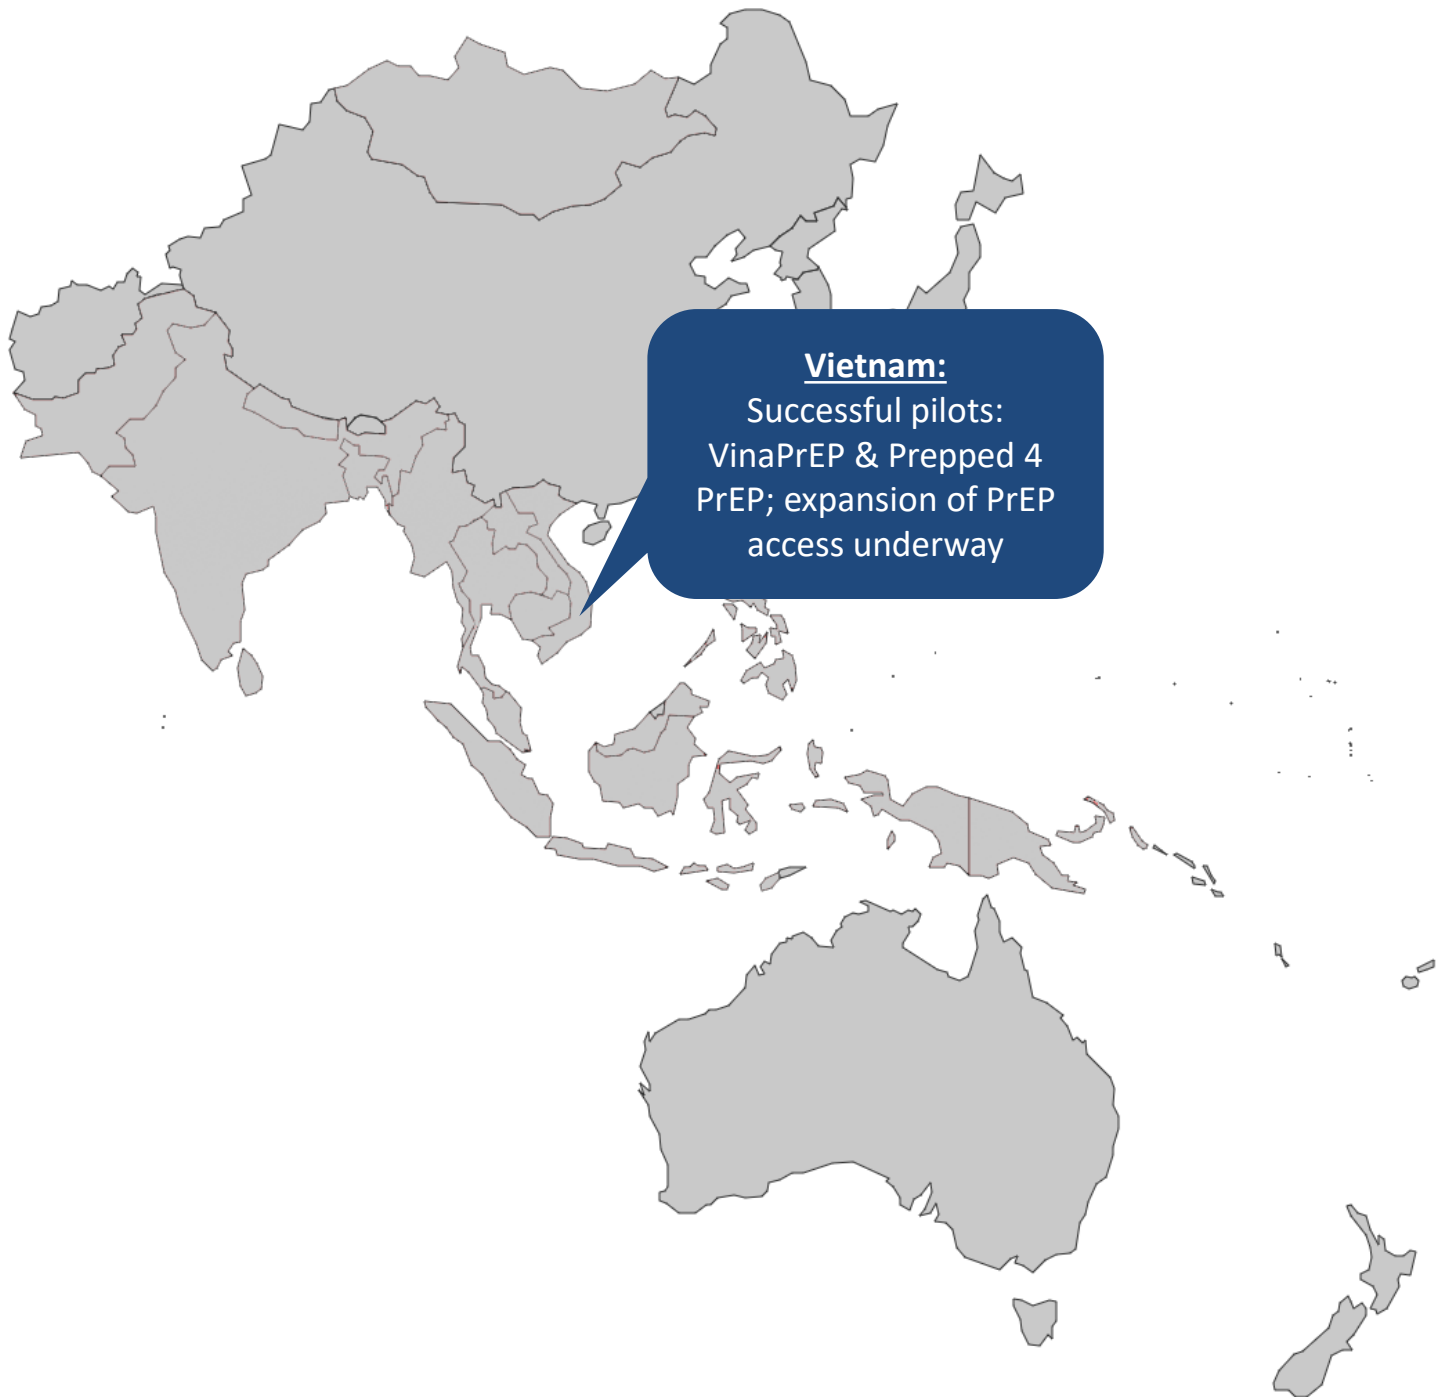 Vietnam:
Successful pilots:
VinaPrEP & Prepped 4
PrEP; expansion of PrEP
access underway